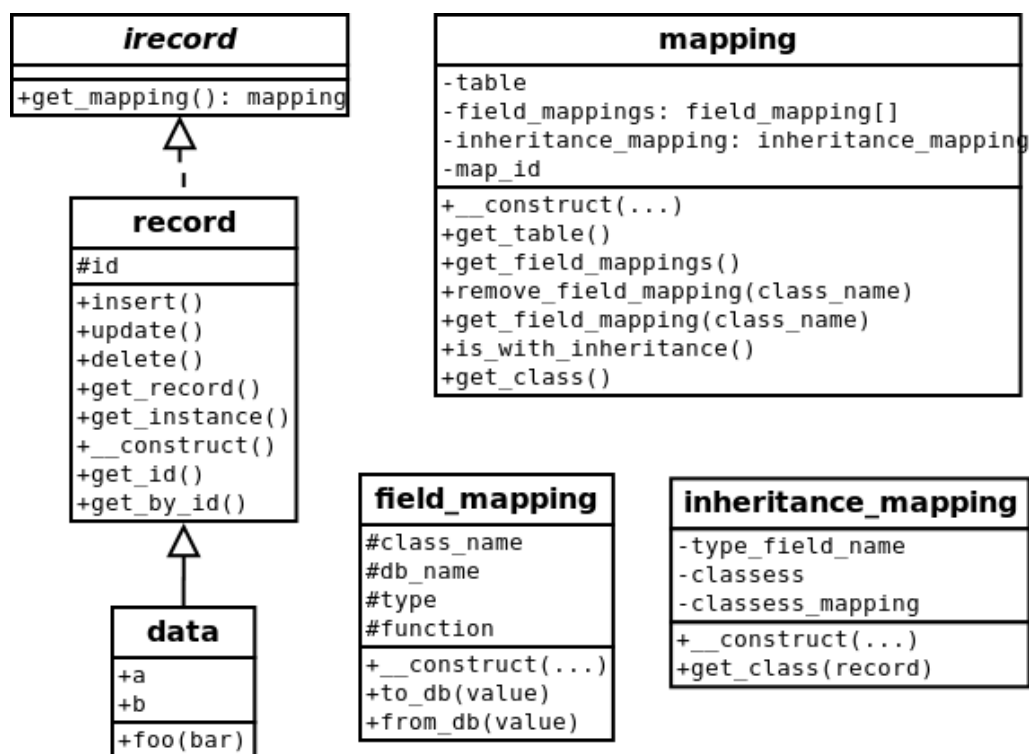 irecord
+get_mapping(): mapping
record
#id
+insert()
+update()
+delete()
+get_record()
+get_instance()
+__construct()
+get_id()
+get_by_id()
data
+a
+b
+foo(bar)
mapping
-table
-field_mappings: field_mapping[]
-inheritance_mapping: inheritance_mapping
-map_id
+__construct(...)
+get_table()
+get_field_mappings()
+remove_field_mapping(class_name)
+get_field_mapping(class_name)
+is_with_inheritance()
+get_class()
field_mapping
#class_name
#db_name
#type
#function
+__construct(...)
+to_db(value)
+from_db(value)
inheritance_mapping
-type_field_name
-classess
-classess_mapping
+__construct(...)
+get_class(record)